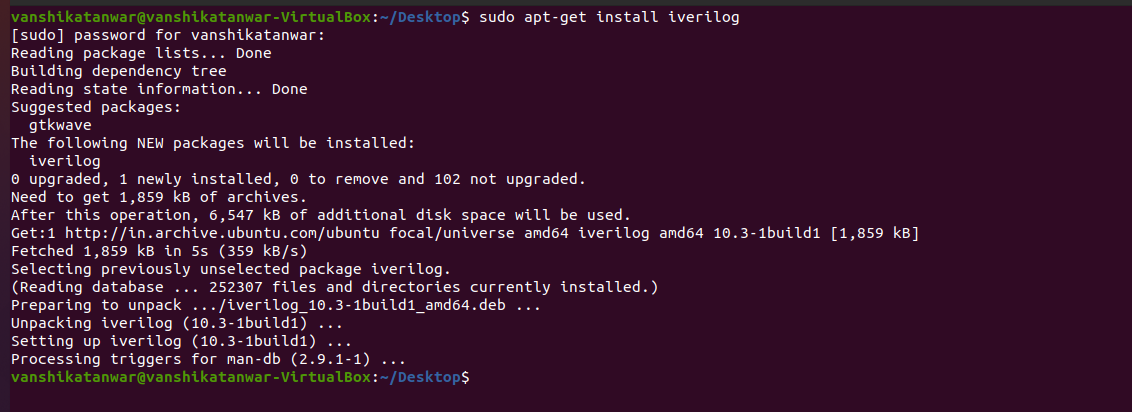 vanshikatanwar@vanshikatanwar-VirtualBox:~/Desktop$ sudo apt-get install iverilog
[sudo] password for vanshikatanwar:
Reading package lists... Done
Building dependency tree
Reading state information... Done
Suggested packages:
  gtkwave
The following NEW packages will be installed:
  iverilog
0 upgraded, 1 newly installed, 0 to remove and 102 not upgraded.
Need to get 1,859 kB of archives.
After this operation, 6,547 kB of additional disk space will be used.
Get:1 http://in.archive.ubuntu.com/ubuntu focal/universe amd64 iverilog amd64 10.3-1build1 [1,859 kB]
Fetched 1,859 kB in 5s (359 kB/s)
Selecting previously unselected package iverilog.
(Reading database ... 252307 files and directories currently installed.)
Preparing to unpack .../iverilog_10.3-1build1_amd64.deb ...
Unpacking iverilog (10.3-1build1) ...
Setting up iverilog (10.3-1build1) ...
Processing triggers for man-db (2.9.1-1) ...
vanshikatanwar@vanshikatanwar-VirtualBox:~/Desktop$